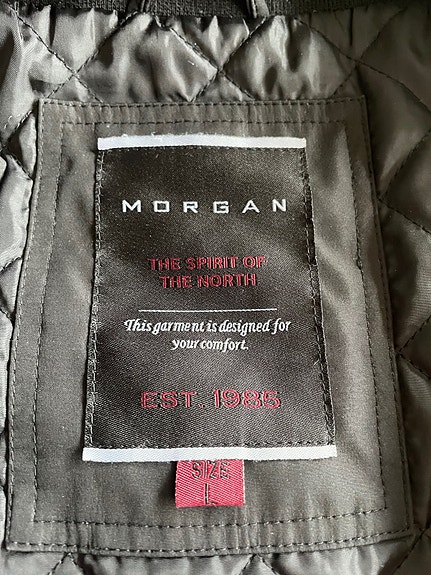 MORGAN
THE SPIRIT OF
THE NORTH
This garment is designed for
your comfort.
EST. 1985
SIZE
L